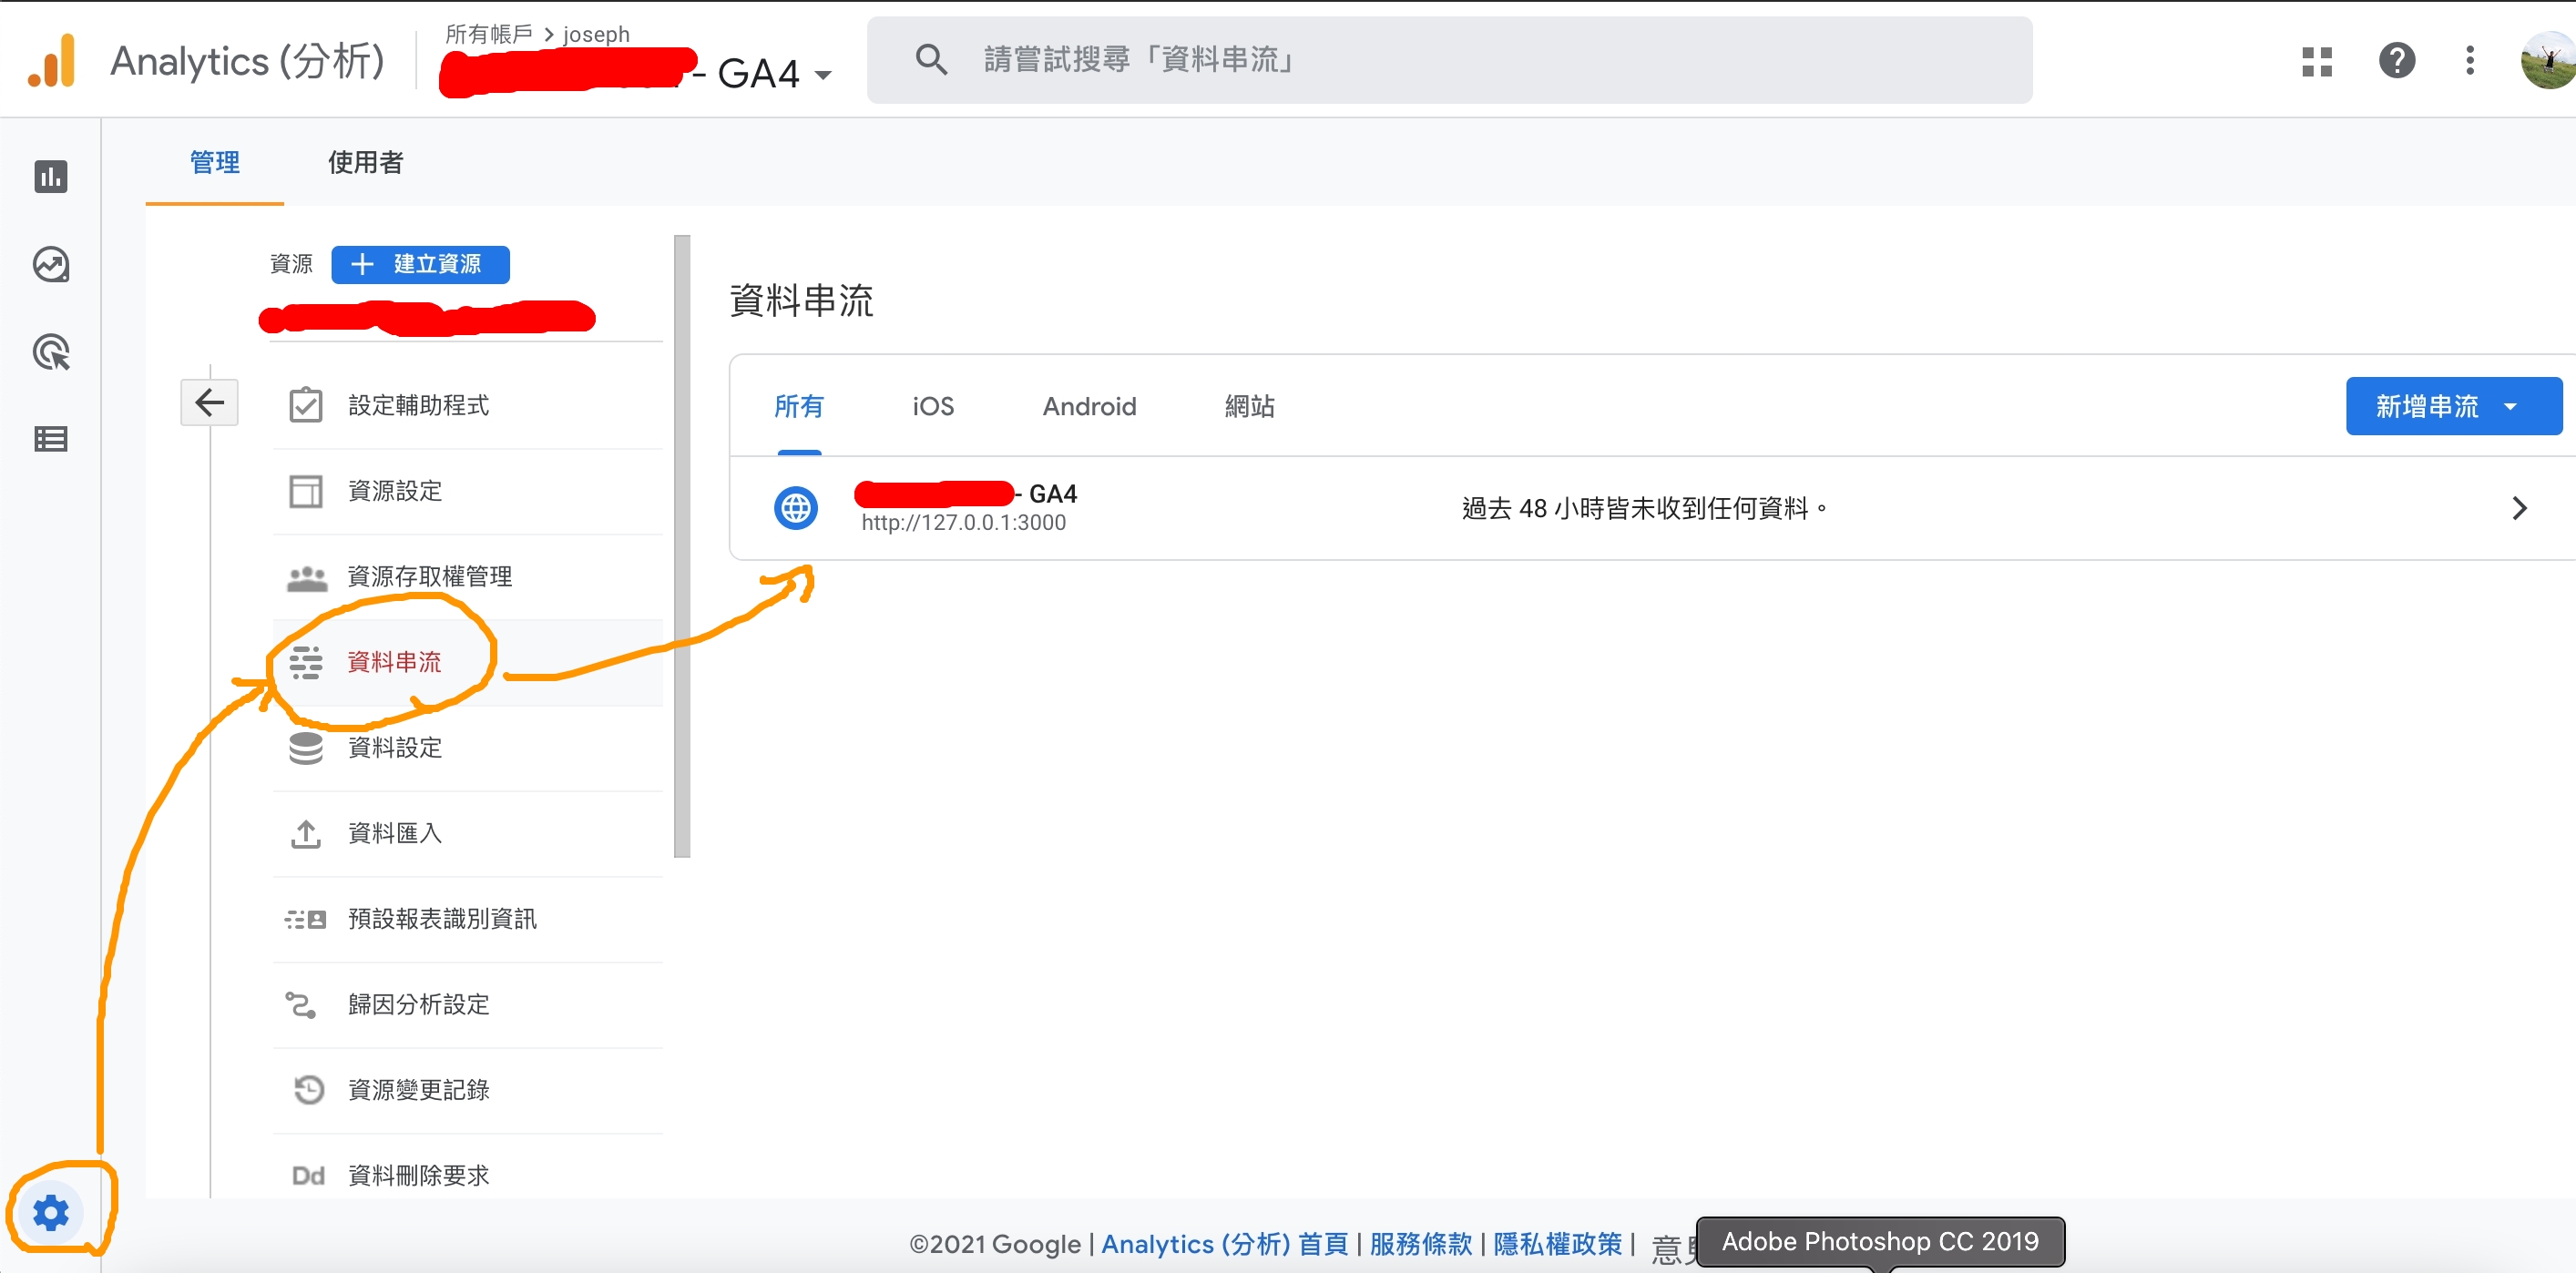 Analytics (分析)
所有帳戶 > joseph
- GA4
請嘗試搜尋「資料串流」
管理
使用者
資源
建立資源
設定輔助程式
資源設定
資源存取權管理
資料串流
資料設定
資料匯入
預設報表識別資訊
歸因分析設定
資源變更記錄
Dd 資料刪除要求
資料串流
所有 iOS Android 網站
新增串流
- GA4
http://127.0.0.1:3000
過去 48 小時皆未收到任何資料。
©2021 Google | Analytics (分析) 首頁 | 服務條款 | 隱私權政策 | 意
Adobe Photoshop CC 2019